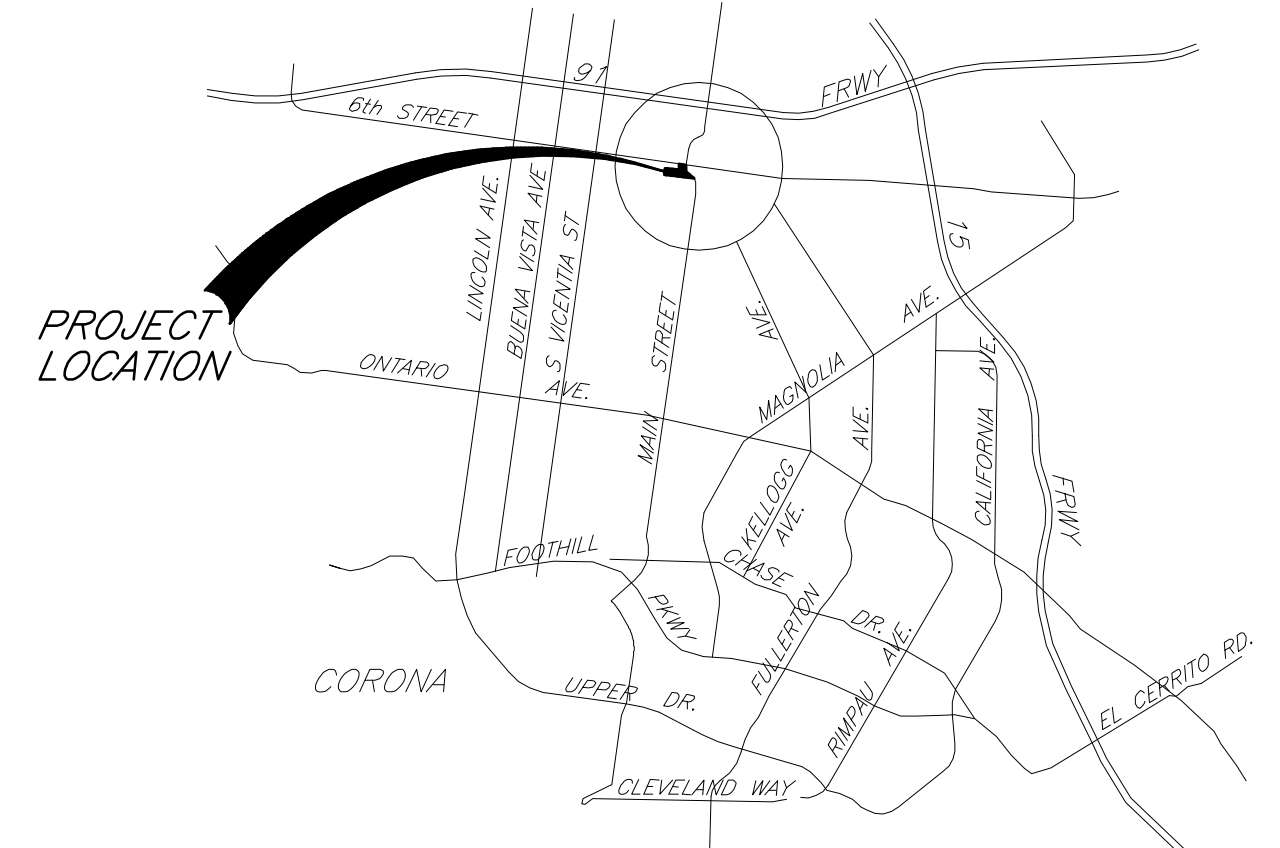 91
FRWY
6th STREET
LINCOLN AVE.
BUENA VISTA AVE
S VICENTIA ST
15
PROJECT
LOCATION
STREET
AVE.
AVE.
ONTARIO
AVE.
MAGNOLIA
AVE.
MAIN
AVE.
CALIFORNIA
KELLOGG
AVE.
FRWY
FOOTHILL
CHASE
DR.
PKWY
FULLERTON
AVE.
CORONA
UPPER DR.
RIMPAU
EL CERRITO RD.
CLEVELAND WAY